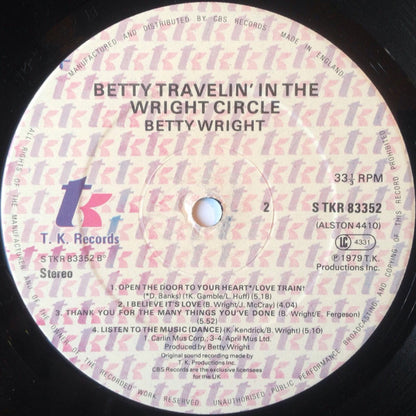 MANUFACTURED AND DISTRIBUTED BY CBS RECORDS. MADE IN ENGLAND.
BETTY TRAVELIN' IN THE
WRIGHT CIRCLE
BETTY WRIGHT
tk
T. K. Records
S TKR 83352 B
Stereo
2
33⅓ RPM
S TKR 83352
(ALSTON 4410)
LC 4331
℗ 1979 T.K.
Productions Inc.
1. OPEN THE DOOR TO YOUR HEART*/LOVE TRAIN†
(*D. Banks) (†K. Gamble/L. Huff) (5.18)
2. I BELIEVE IT'S LOVE (B. Wright/J. McCray) (4.04)
3. THANK YOU FOR THE MANY THINGS YOU'VE DONE (B. Wright/E. Fergeson)
(5.52)
4. LISTEN TO THE MUSIC (DANCE) (K. Kendrick/B. Wright) (5:10)
1. Carlin Mus Corp.; 3-4. April Mus Ltd.
Produced by Betty Wright
Original sound recording made by
T. K. Productions Inc.
CBS Records are the exclusive licensees
for the UK.
ALL RIGHTS OF THE MANUFACTURER AND OF THE OWNER OF THE RECORDED WORK RESERVED. UNAUTHORISED PUBLIC PERFORMANCE BROADCASTING AND COPYING OF THIS RECORD PROHIBITED